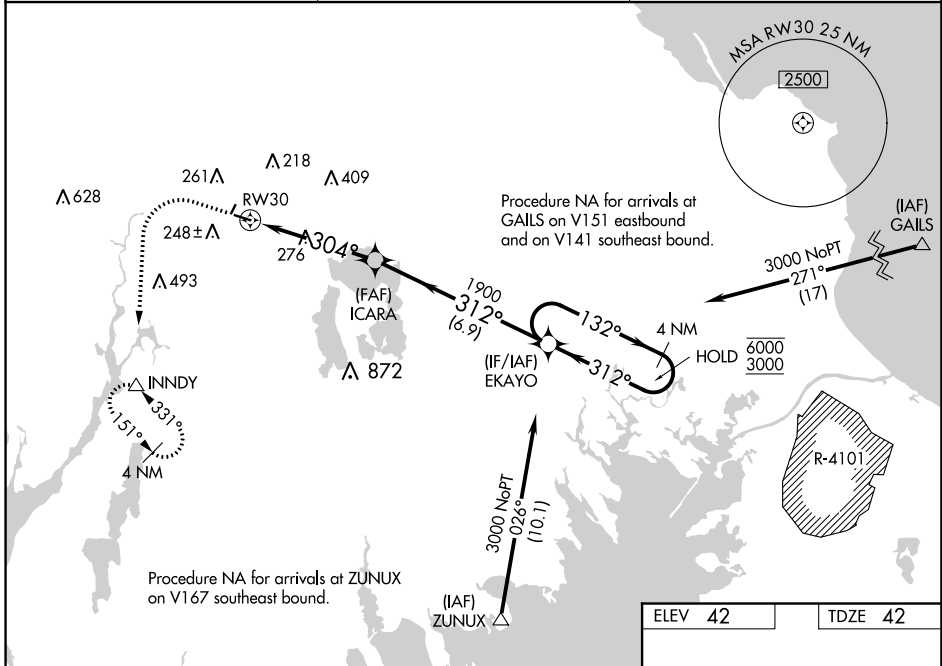 MSA RW30 25 NM
2500
218
261
409
628
RW30
Procedure NA for arrivals at
GAILS on V151 eastbound
and on V141 southeast bound.
(IAF)
GAILS
248±
276
304°
3000 NoPT
271°
(17)
493
(FAF)
ICARA
1900
312°
(6.9)
132°
4 NM
HOLD
6000
3000
(IF/IAF)
EKAYO
312°
872
INNDY
331°
151°
4 NM
R-4101
3000 NoPT
026°
(10.1)
Procedure NA for arrivals at ZUNUX
on V167 southeast bound.
(IAF)
ZUNUX
ELEV 42
TDZE 42